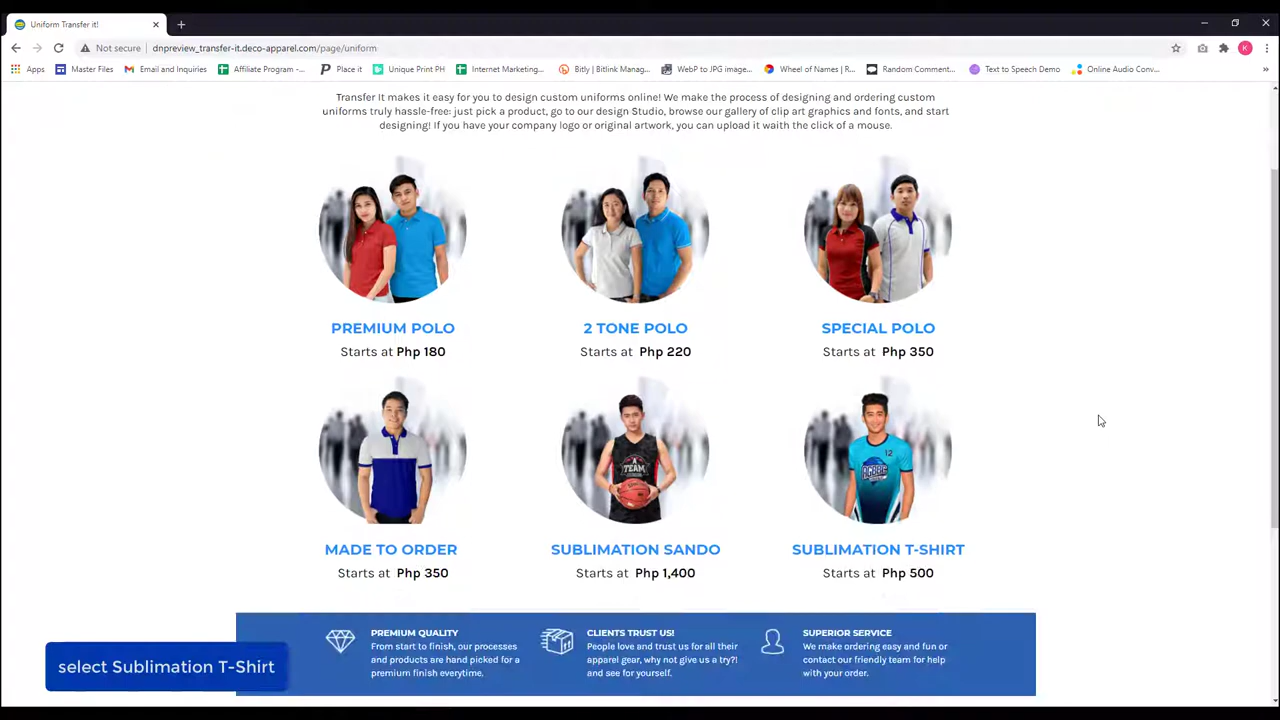 Uniform Transfer it!
Not secure dnpreview_transfer-it.deco-apparel.com/page/uniform
K
Apps Master Files Email and Inquiries Affiliate Program -... Place it Unique Print PH Internet Marketing... Bitly | Bitlink Manag... WebP to JPG image... Wheel of Names | R... Random Comment... Text to Speech Demo Online Audio Conv... »
Transfer It makes it easy for you to design custom uniforms online! We make the process of designing and ordering custom
uniforms truly hassle-free: just pick a product, go to our design Studio, browse our gallery of clip art graphics and fonts, and start
designing! If you have your company logo or original artwork, you can upload it waith the click of a mouse.
PREMIUM POLO 2 TONE POLO SPECIAL POLO
Starts at Php 180 Starts at Php 220 Starts at Php 350
A
TEAM
12
MADE TO ORDER SUBLIMATION SANDO SUBLIMATION T-SHIRT
Starts at Php 350 Starts at Php 1,400 Starts at Php 500
PREMIUM QUALITY
From start to finish, our processes
and products are hand picked for a
premium finish everytime.
CLIENTS TRUST US!
People love and trust us for all their
apparel gear, why not give us a try?!
and see for yourself.
SUPERIOR SERVICE
We make ordering easy and fun or
contact our friendly team for help
with your order.
select Sublimation T-Shirt